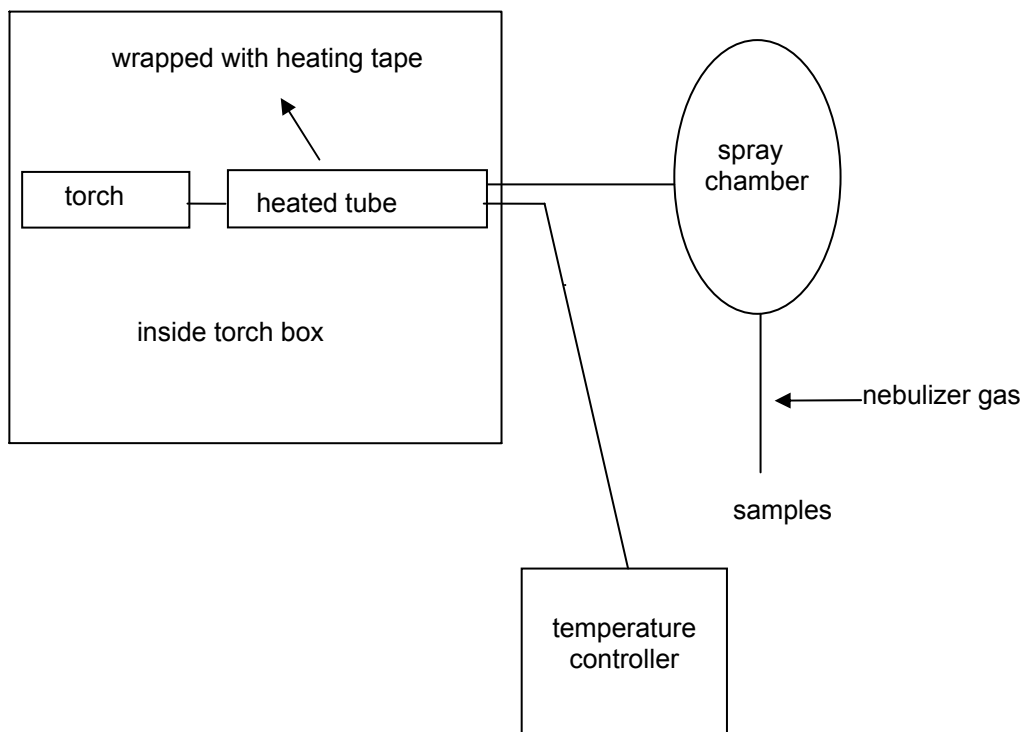 wrapped with heating tape
spray
chamber
torch
heated tube
inside torch box
nebulizer gas
samples
temperature
controller